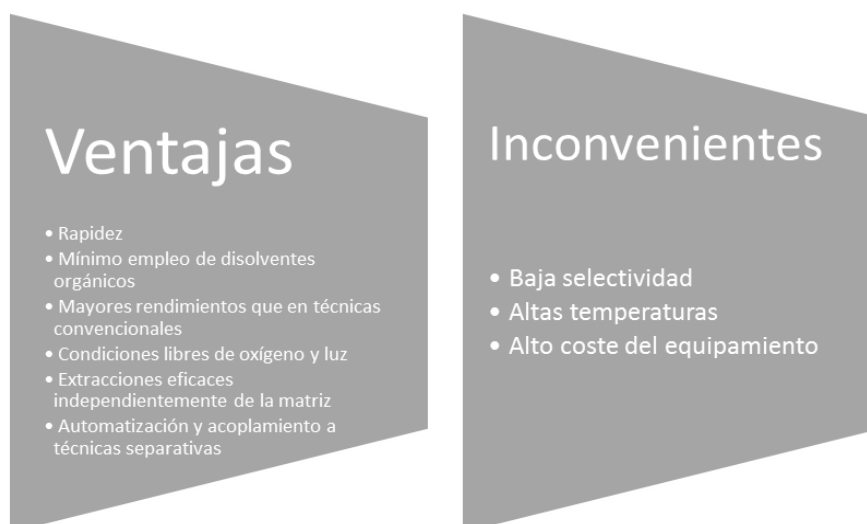 Ventajas
• Rapidez
• Mínimo empleo de disolventes
orgánicos
• Mayores rendimientos que en técnicas
convencionales
• Condiciones libres de oxígeno y luz
• Extracciones eficaces
independientemente de la matriz
• Automatización y acoplamiento a
técnicas separativas
Inconvenientes
• Baja selectividad
• Altas temperaturas
• Alto coste del equipamiento